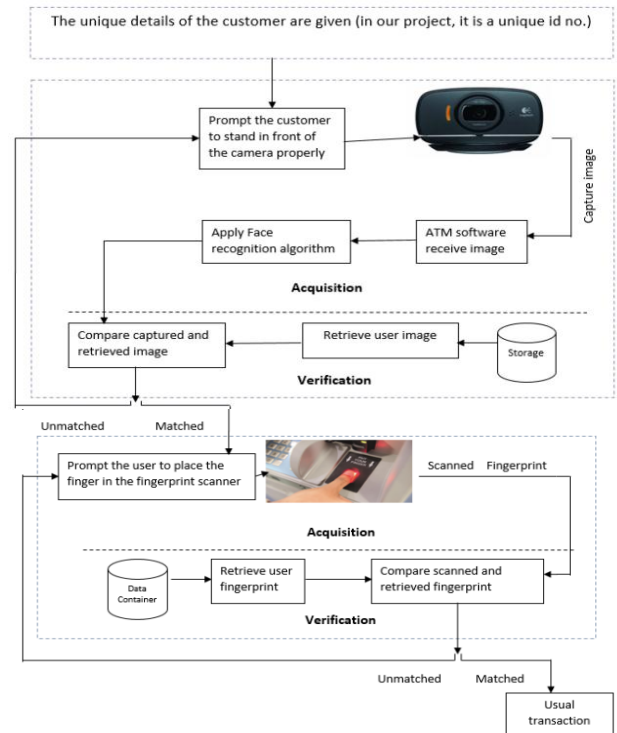 The unique details of the customer are given (in our project, it is a unique id no.)
Prompt the customer
to stand in front of
the camera properly
Capture image
Apply Face
recognition algorithm
ATM software
receive image
Acquisition
Compare captured and
retrieved image
Retrieve user image
Storage
Verification
Unmatched
Matched
Prompt the user to place the
finger in the fingerprint scanner
Scanned Fingerprint
Acquisition
Data
Container
Retrieve user
fingerprint
Compare scanned and
retrieved fingerprint
Verification
Unmatched
Matched
Usual
transaction